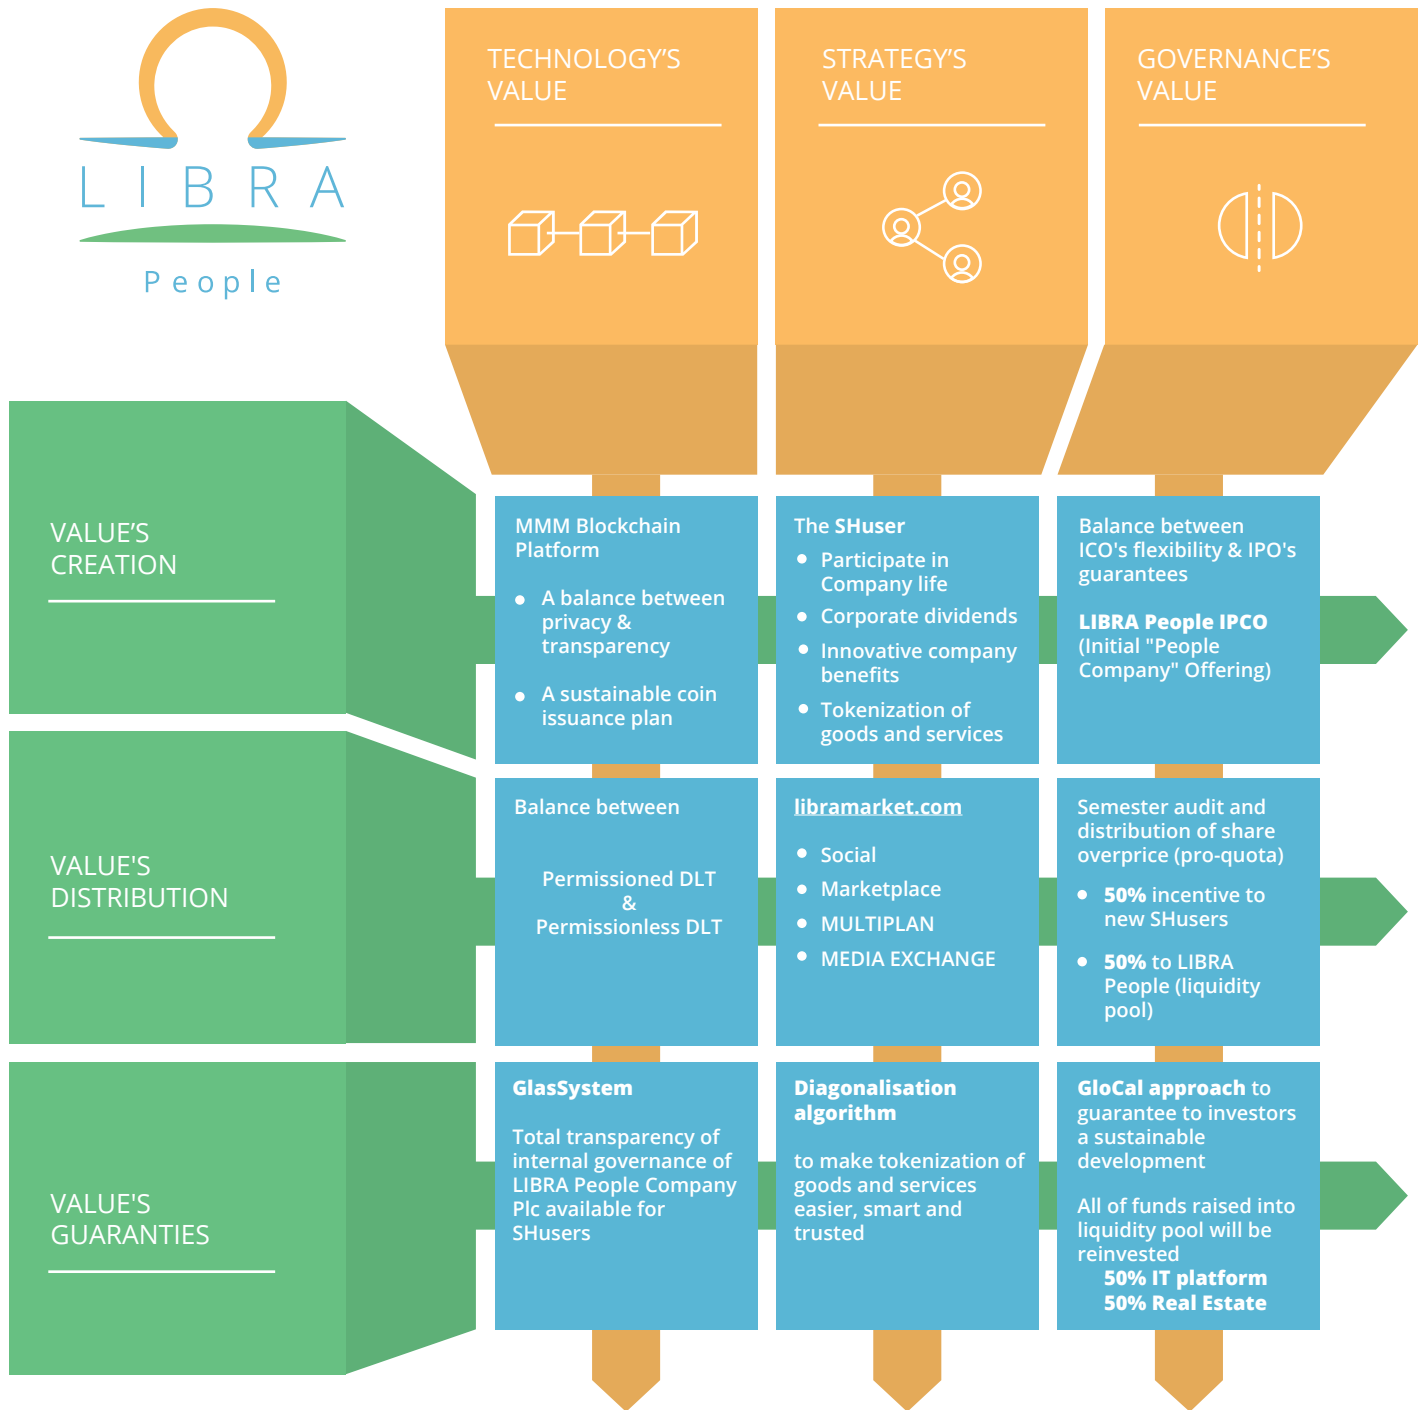 LIBRA
People
TECHNOLOGY'S
VALUE
STRATEGY'S
VALUE
GOVERNANCE'S
VALUE
VALUE'S
CREATION
MMM Blockchain
Platform
• A balance between
privacy &
transparency
• A sustainable coin
issuance plan
The SHuser
• Participate in
Company life
• Corporate dividends
• Innovative company
benefits
• Tokenization of
goods and services
Balance between
ICO's flexibility & IPO's
guarantees
LIBRA People IPCO
(Initial "People
Company" Offering)
VALUE'S
DISTRIBUTION
Balance between
Permissioned DLT
&
Permissionless DLT
libramarket.com
• Social
• Marketplace
• MULTIPLAN
• MEDIA EXCHANGE
Semester audit and
distribution of share
overprice (pro-quota)
• 50% incentive to
new SHusers
• 50% to LIBRA
People (liquidity
pool)
VALUE'S
GUARANTIES
GlasSystem
Total transparency of
internal governance of
LIBRA People Company
Plc available for
SHusers
Diagonalisation
algorithm
to make tokenization of
goods and services
easier, smart and
trusted
GloCal approach to
guarantee to investors
a sustainable
development
All of funds raised into
liquidity pool will be
reinvested
50% IT platform
50% Real Estate